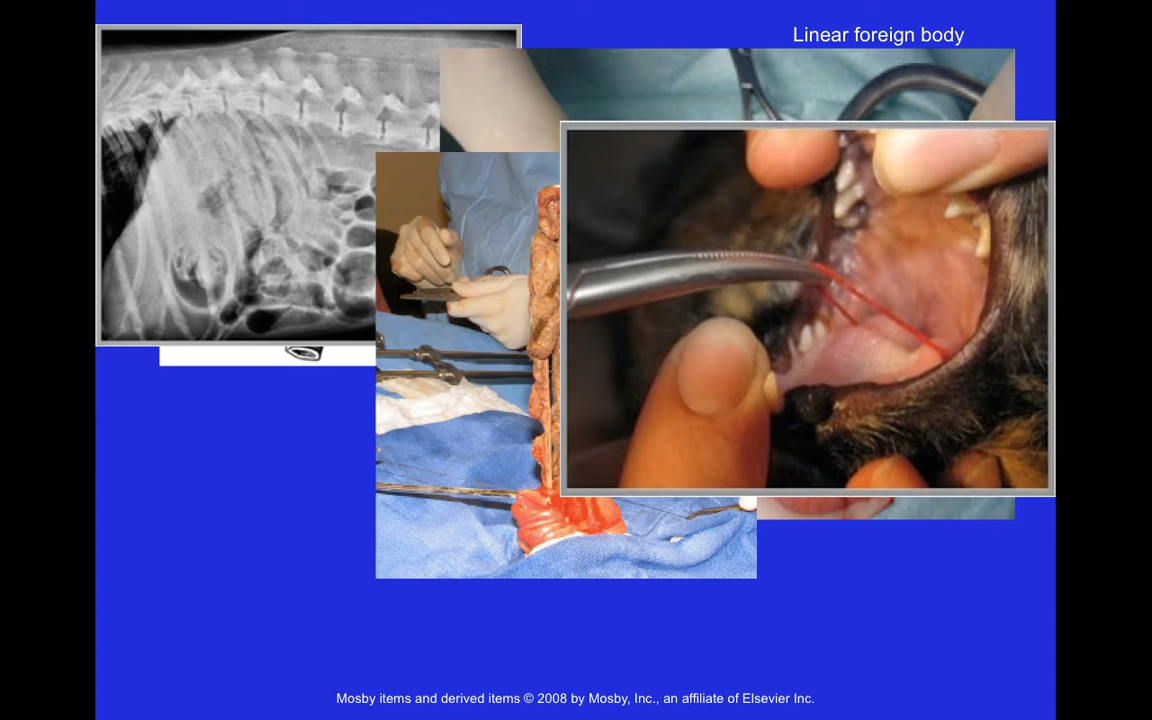 Linear foreign body
Mosby items and derived items © 2008 by Mosby, Inc., an affiliate of Elsevier Inc.